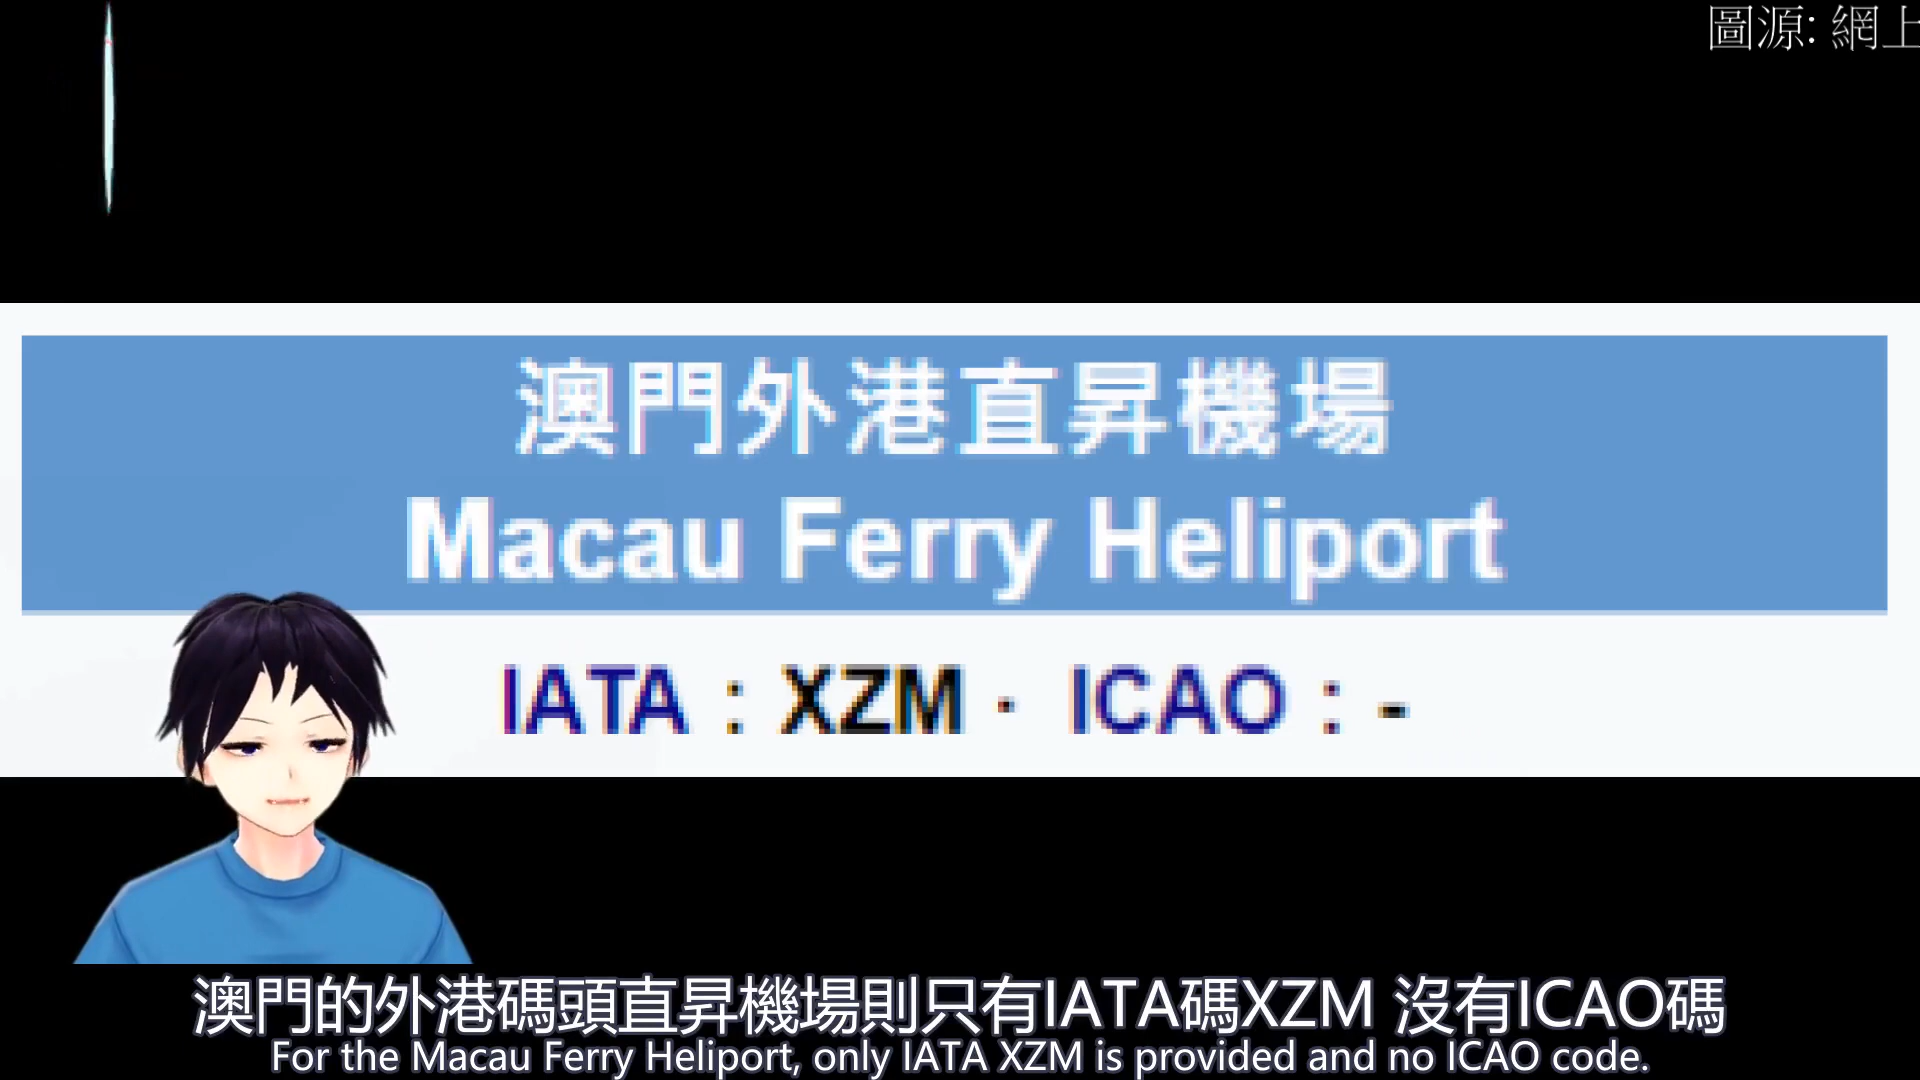 圖源: 網上
澳門外港直昇機場
Macau Ferry Heliport
IATA：XZM · ICAO：-
澳門的外港碼頭直昇機場則只有IATA碼XZM 沒有ICAO碼
For the Macau Ferry Heliport, only IATA XZM is provided and no ICAO code.